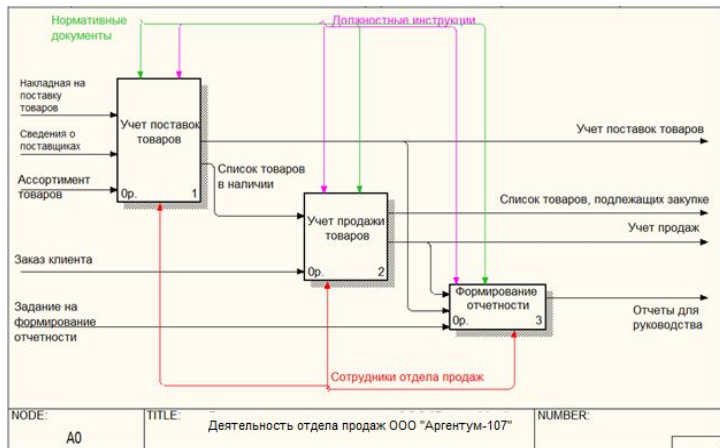 Нормативные
документы
Должностные инструкции
Накладная на
поставку
товаров
Сведения о
поставщиках
Ассортимент
товаров
Учет поставок
товаров
0р. 1
Учет поставок товаров
Список товаров
в наличии
Список товаров, подлежащих закупке
Учет продажи
товаров
0р. 2
Учет продаж
Заказ клиента
Задание на
формирование
отчетности
Формирование
отчетности
0р. 3
Отчеты для
руководства
Сотрудники отдела продаж
NODE:
A0
TITLE:
Деятельность отдела продаж ООО "Аргентум-107"
NUMBER: